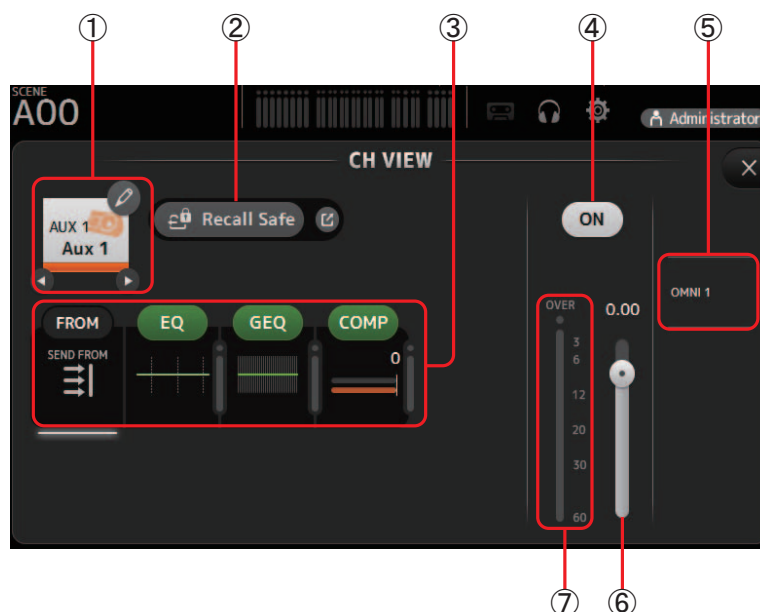 ① ② ③ ④ ⑤
SCENE
A00
Administrator
CH VIEW
AUX 1
Aux 1
Recall Safe
ON
OMNI 1
FROM
EQ
GEQ
COMP
SEND FROM
0
OVER
0.00
3
6
12
20
30
60
⑦ ⑥